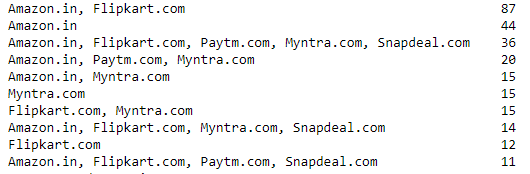 Amazon.in, Flipkart.com 87
Amazon.in 44
Amazon.in, Flipkart.com, Paytm.com, Myntra.com, Snapdeal.com 36
Amazon.in, Paytm.com, Myntra.com 20
Amazon.in, Myntra.com 15
Myntra.com 15
Flipkart.com, Myntra.com 15
Amazon.in, Flipkart.com, Myntra.com, Snapdeal.com 14
Flipkart.com 12
Amazon.in, Flipkart.com, Paytm.com, Snapdeal.com 11